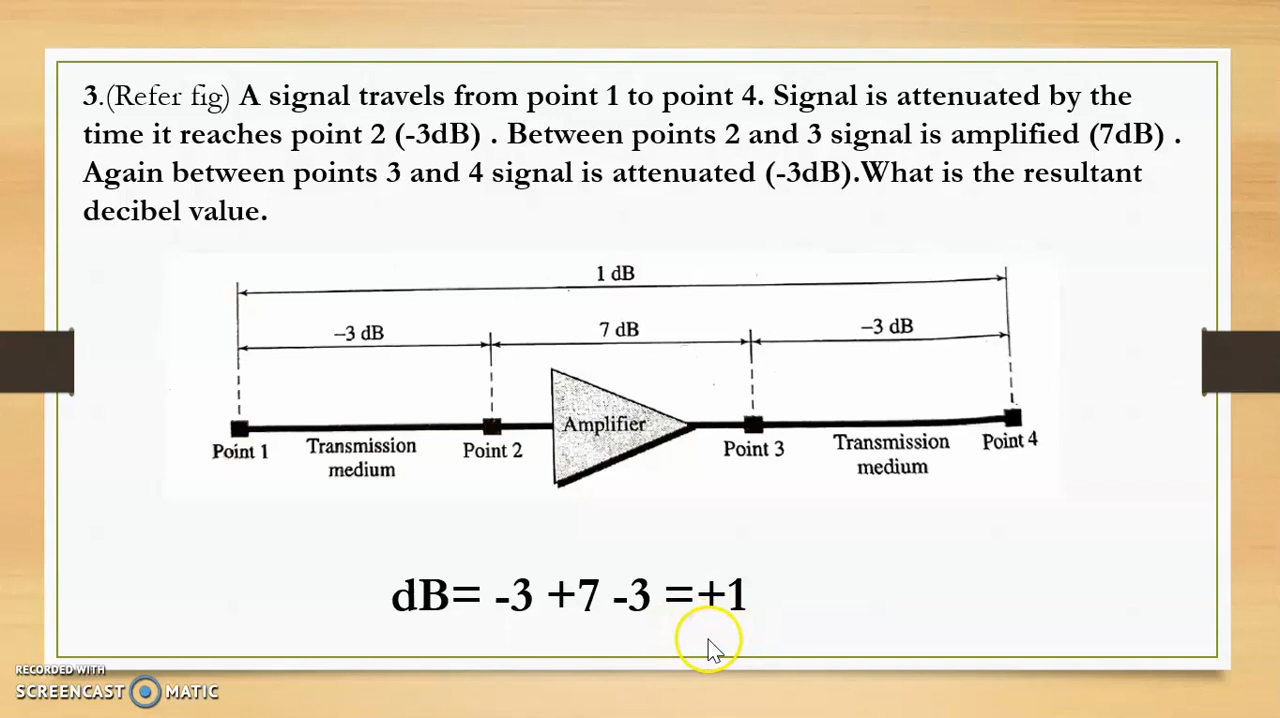 3.(Refer fig) A signal travels from point 1 to point 4. Signal is attenuated by the
time it reaches point 2 (-3dB) . Between points 2 and 3 signal is amplified (7dB) .
Again between points 3 and 4 signal is attenuated (-3dB).What is the resultant
decibel value.
1 dB
–3 dB
7 dB
–3 dB
Amplifier
Point 1
Transmission
medium
Point 2
Point 3
Transmission
medium
Point 4
dB= -3 +7 -3 =+1
RECORDED WITH
SCREENCAST MATIC